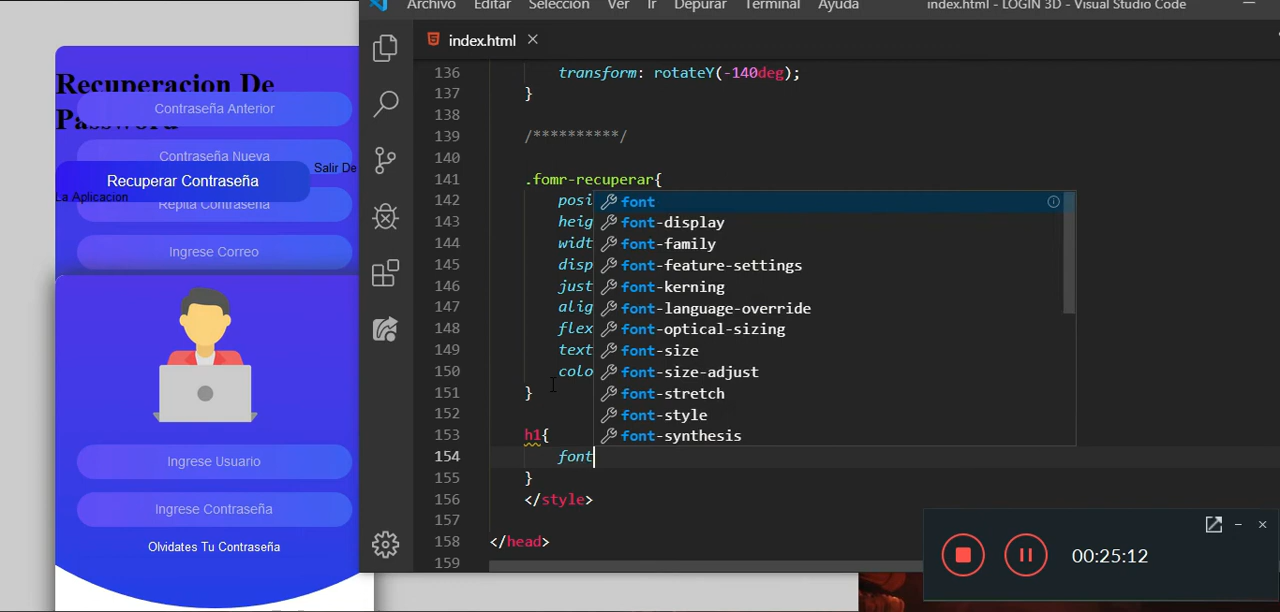 Archivo Editar Selección Ver Ir Depurar Terminal Ayuda index.html - LOGIN 3D - Visual Studio Code
index.html
Recuperacion De
Password
Contraseña Anterior
Contraseña Nueva
Recuperar Contraseña
Salir De
La Aplicacion
Repita Contraseña
Ingrese Correo
Ingrese Usuario
Ingrese Contraseña
Olvidates Tu Contraseña
136 transform: rotateY(-140deg);
137 }
138
139 /**********/
140
141 .fomr-recuperar{
142 posi
143 heig
144 widt
145 disp
146 just
147 alig
148 flex
149 text
150 colo
151 }
152
153 h1{
154 font
155 }
156 </style>
157
158 </head>
159
font
font-display
font-family
font-feature-settings
font-kerning
font-language-override
font-optical-sizing
font-size
font-size-adjust
font-stretch
font-style
font-synthesis
00:25:12